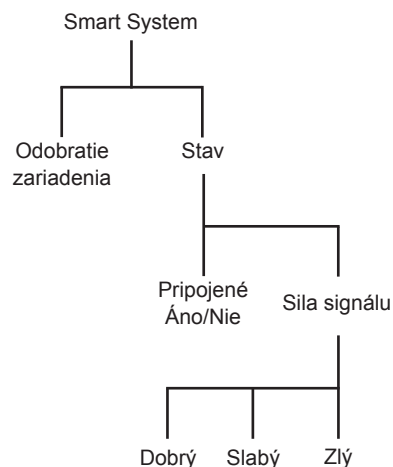 Smart System
Odobratie
zariadenia
Stav
Pripojené
Áno/Nie
Sila signálu
Dobrý
Slabý
Zlý